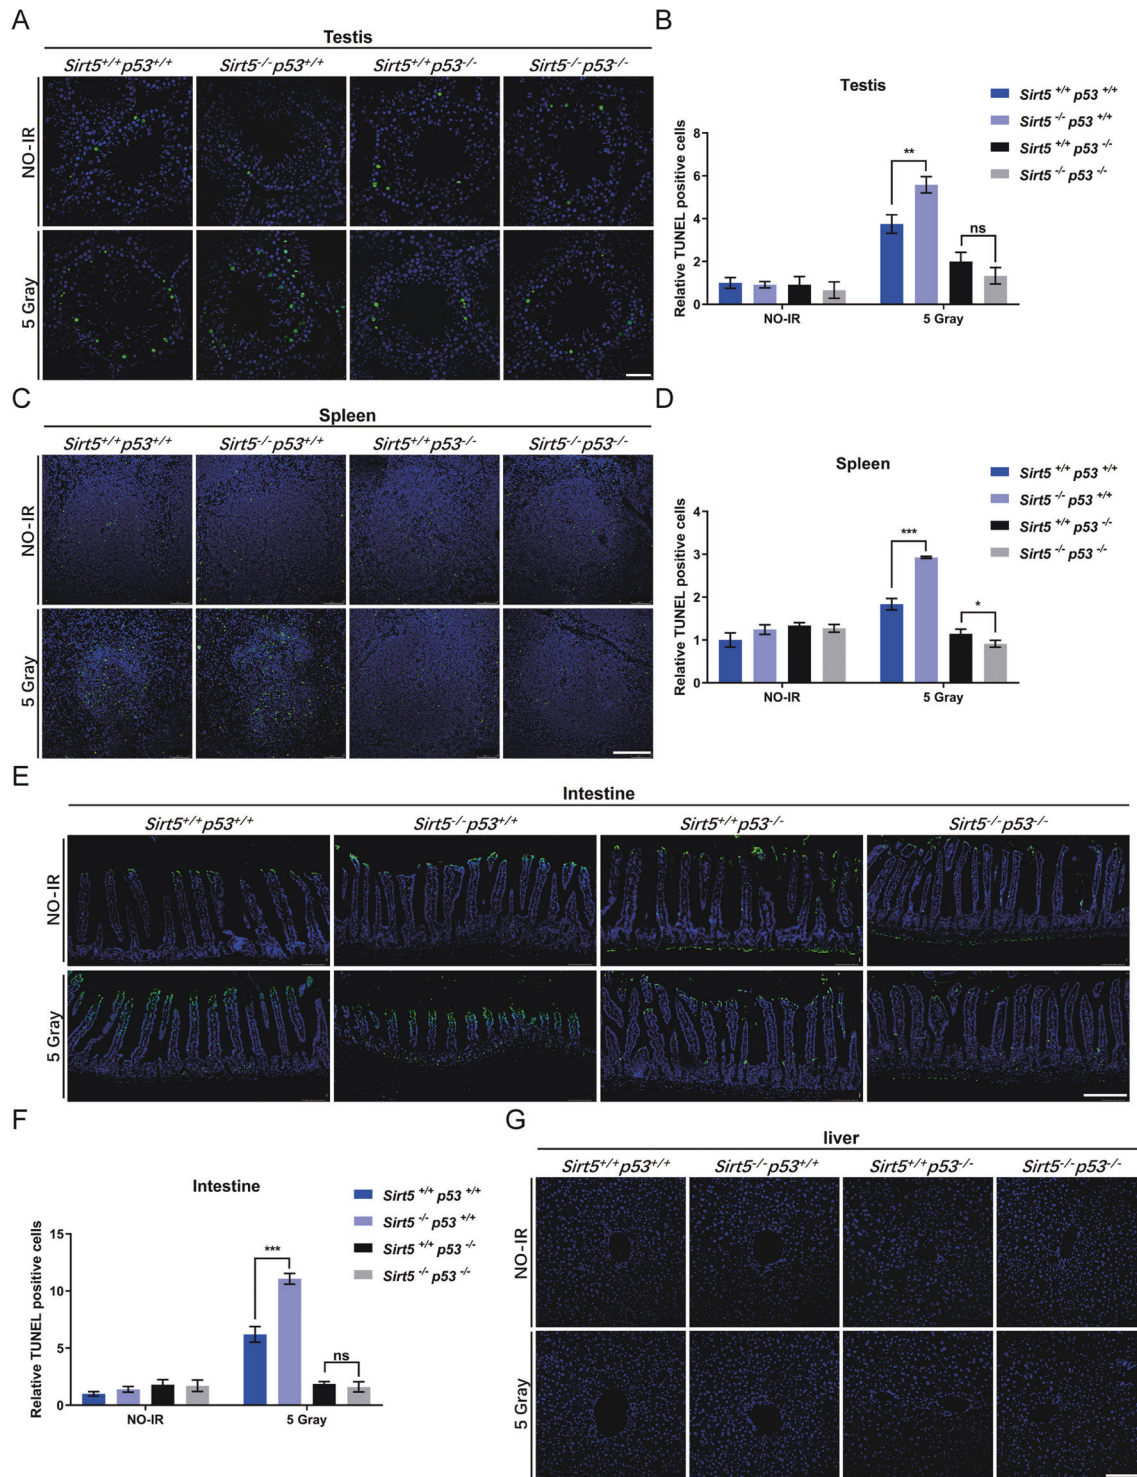 A
Testis
Sirt5+/+p53+/+ Sirt5-/-p53+/+ Sirt5+/+p53-/- Sirt5-/-p53-/-
NO-IR
5 Gray
B
Testis
Relative TUNEL positive cells
8
6
4
2
0
**
ns
NO-IR 5 Gray
Sirt5 +/+ p53 +/+
Sirt5 -/- p53 +/+
Sirt5 +/+ p53 -/-
Sirt5 -/- p53 -/-
C
Spleen
Sirt5+/+p53+/+ Sirt5-/-p53+/+ Sirt5+/+p53-/- Sirt5-/-p53-/-
NO-IR
5 Gray
D
Spleen
Relative TUNEL positive cells
4
3
2
1
0
***
*
NO-IR 5 Gray
Sirt5 +/+ p53 +/+
Sirt5 -/- p53 +/+
Sirt5 +/+ p53 -/-
Sirt5 -/- p53 -/-
E
Intestine
Sirt5+/+p53+/+ Sirt5-/-p53+/+ Sirt5+/+p53-/- Sirt5-/-p53-/-
NO-IR
5 Gray
F
Intestine
Relative TUNEL positive cells
15
10
5
0
***
ns
NO-IR 5 Gray
Sirt5 +/+ p53 +/+
Sirt5 -/- p53 +/+
Sirt5 +/+ p53 -/-
Sirt5 -/- p53 -/-
G
liver
Sirt5+/+p53+/+ Sirt5-/-p53+/+ Sirt5+/+p53-/- Sirt5-/-p53-/-
NO-IR
5 Gray